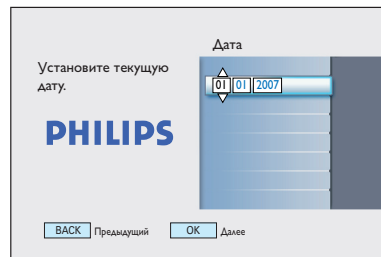 Дата
Установите текущую
дату.
01 01 2007
PHILIPS
BACK Предыдущий OK Далее